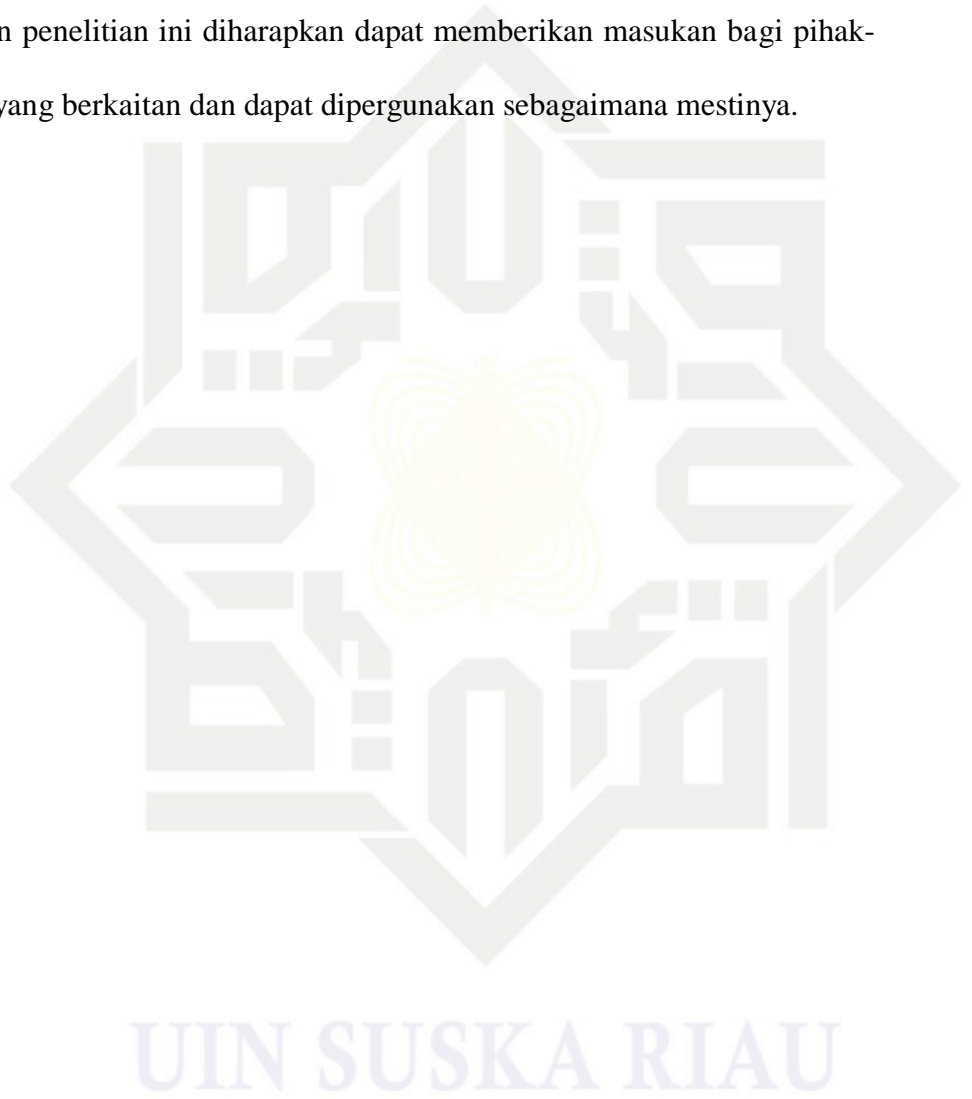 penelitian ini diharapkan dapat memberikan masukan bagi pihak-
yang berkaitan dan dapat dipergunakan sebagaimana mestinya.
UIN SUSKA RIAU